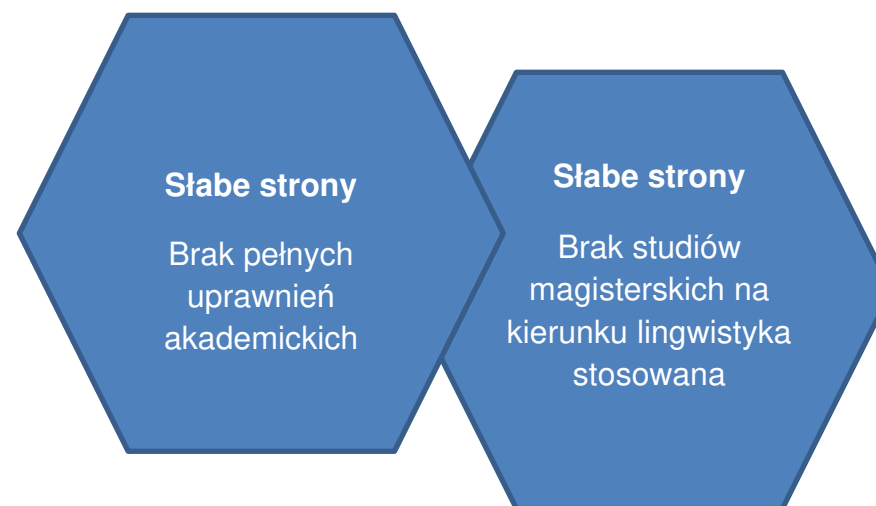 Słabe strony
Brak pełnych
uprawnień
akademickich
Słabe strony
Brak studiów
magisterskich na
kierunku lingwistyka
stosowana